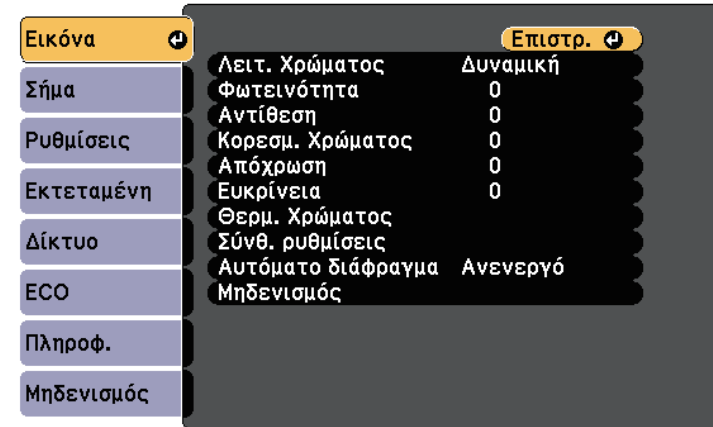 Εικόνα
Σήμα
Ρυθμίσεις
Εκτεταμένη
Δίκτυο
ECO
Πληροφ.
Μηδενισμός
Επιστρ.
Λειτ. Χρώματος Δυναμική
Φωτεινότητα 0
Αντίθεση 0
Κορεσμ. Χρώματος 0
Απόχρωση 0
Ευκρίνεια 0
Θερμ. Χρώματος
Σύνθ. ρυθμίσεις
Αυτόματο διάφραγμα Ανενεργό
Μηδενισμός